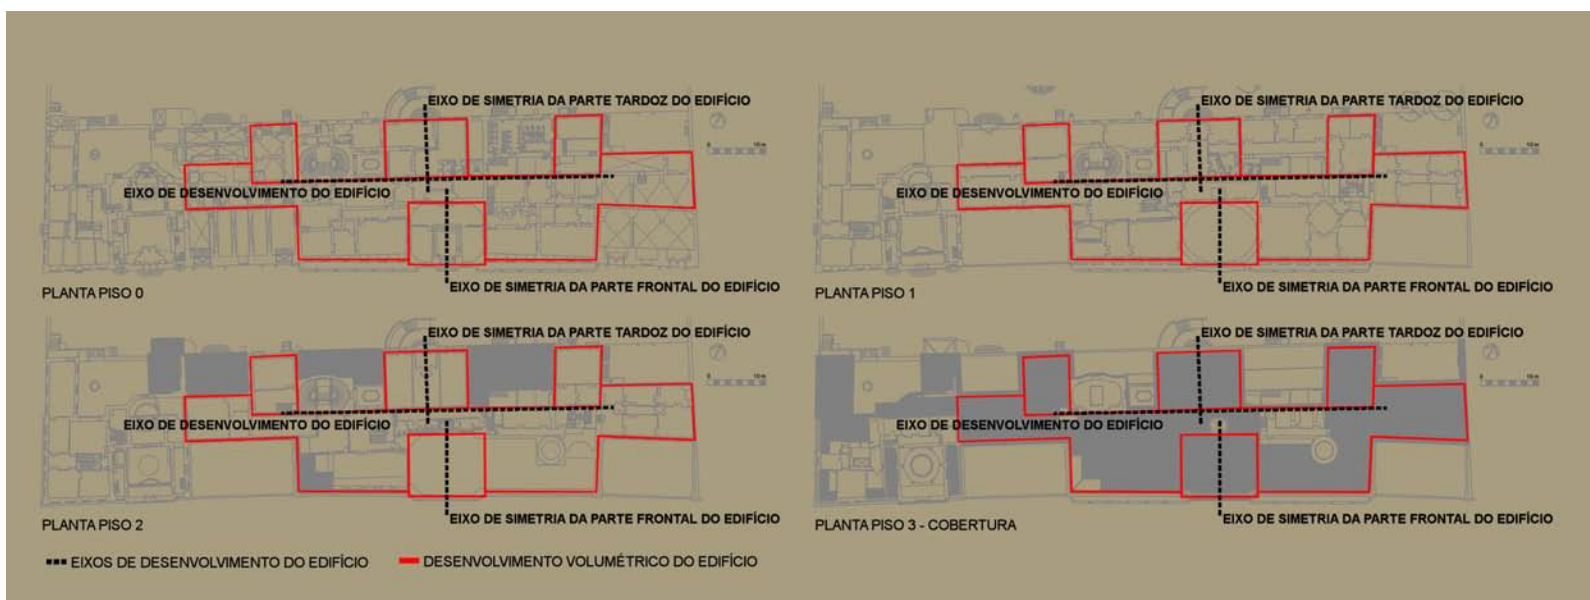 EIXO DE SIMETRIA DA PARTE TARDOZ DO EDIFÍCIO
EIXO DE DESENVOLVIMENTO DO EDIFÍCIO
EIXO DE SIMETRIA DA PARTE FRONTAL DO EDIFÍCIO
PLANTA PISO 0
EIXO DE SIMETRIA DA PARTE TARDOZ DO EDIFÍCIO
EIXO DE DESENVOLVIMENTO DO EDIFÍCIO
EIXO DE SIMETRIA DA PARTE FRONTAL DO EDIFÍCIO
PLANTA PISO 1
EIXO DE SIMETRIA DA PARTE TARDOZ DO EDIFÍCIO
EIXO DE DESENVOLVIMENTO DO EDIFÍCIO
EIXO DE SIMETRIA DA PARTE FRONTAL DO EDIFÍCIO
PLANTA PISO 2
EIXO DE SIMETRIA DA PARTE TARDOZ DO EDIFÍCIO
EIXO DE DESENVOLVIMENTO DO EDIFÍCIO
EIXO DE SIMETRIA DA PARTE FRONTAL DO EDIFÍCIO
PLANTA PISO 3 - COBERTURA
EIXOS DE DESENVOLVIMENTO DO EDIFÍCIO
DESENVOLVIMENTO VOLUMÉTRICO DO EDIFÍCIO